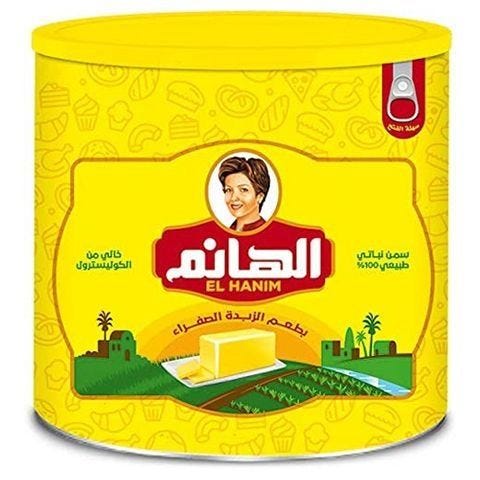 سهلة الفتح
الهانم
EL HANIM
خالي من
الكوليسترول
سمن نباتي
طبيعي 100%
بطعم الزبدة الصفراء